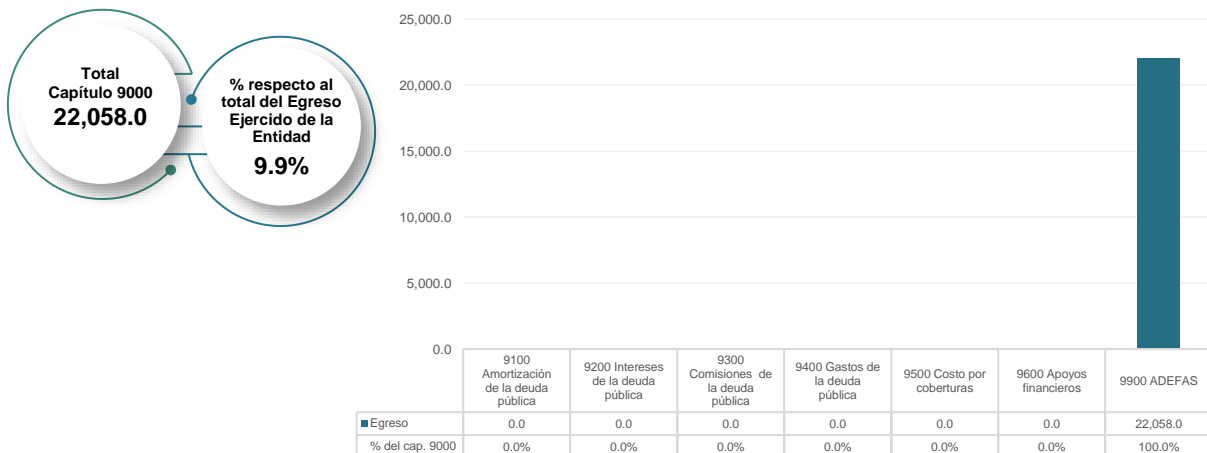 Total
Capítulo 9000
22,058.0
% respecto al
total del Egreso
Ejercido de la
Entidad
9.9%
25,000.0
20,000.0
15,000.0
10,000.0
5,000.0
0.0
9100
Amortización
de la deuda
pública
9200 Intereses
de la deuda
pública
9300
Comisiones de
la deuda
pública
9400 Gastos de
la deuda
pública
9500 Costo por
coberturas
9600 Apoyos
financieros
9900 ADEFAS
Egreso 0.0 0.0 0.0 0.0 0.0 0.0 22,058.0
% del cap. 9000 0.0% 0.0% 0.0% 0.0% 0.0% 0.0% 100.0%